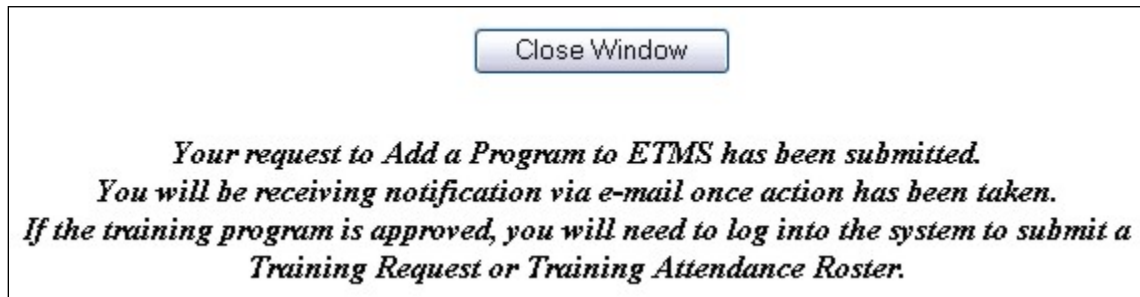 Close Window
Your request to Add a Program to ETMS has been submitted.
You will be receiving notification via e-mail once action has been taken.
If the training program is approved, you will need to log into the system to submit a
Training Request or Training Attendance Roster.